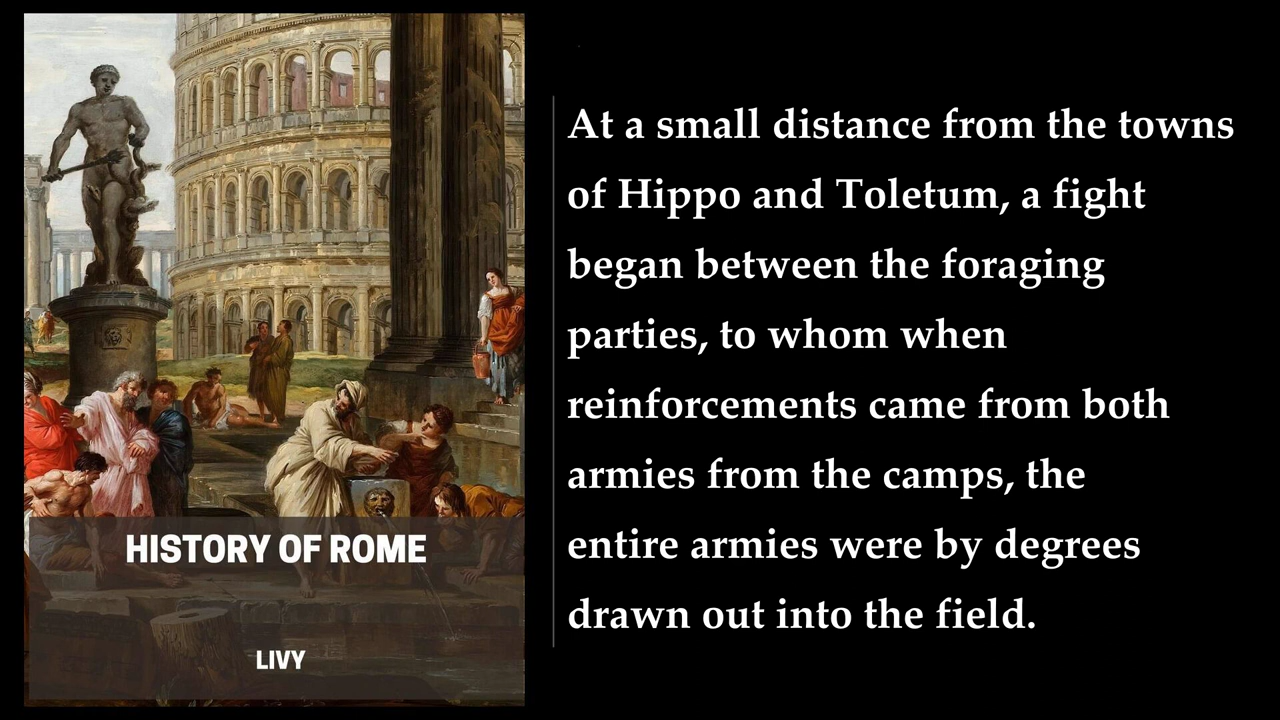 HISTORY OF ROME
LIVY
At a small distance from the towns
of Hippo and Toletum, a fight
began between the foraging
parties, to whom when
reinforcements came from both
armies from the camps, the
entire armies were by degrees
drawn out into the field.